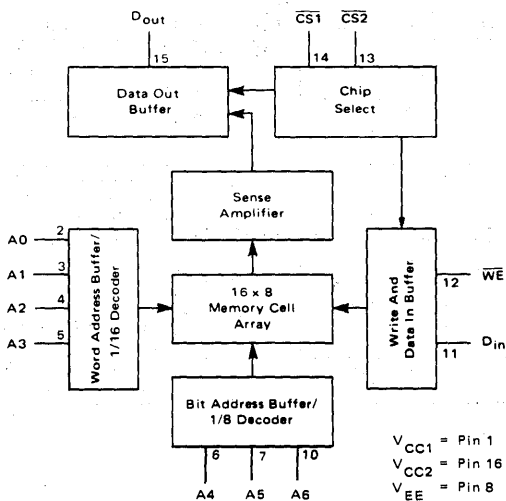 Dout
C̅S̅1̅ C̅S̅2̅
15
14 13
Data Out
Buffer
Chip
Select
Sense
Amplifier
A0 2
A1 3
A2 4
A3 5
Word Address Buffer/
1/16 Decoder
16 x 8
Memory Cell
Array
Write And
Data In Buffer
12 W̅E̅
11 Din
Bit Address Buffer/
1/8 Decoder
6 7 10
A4 A5 A6
VCC1 = Pin 1
VCC2 = Pin 16
VEE = Pin 8